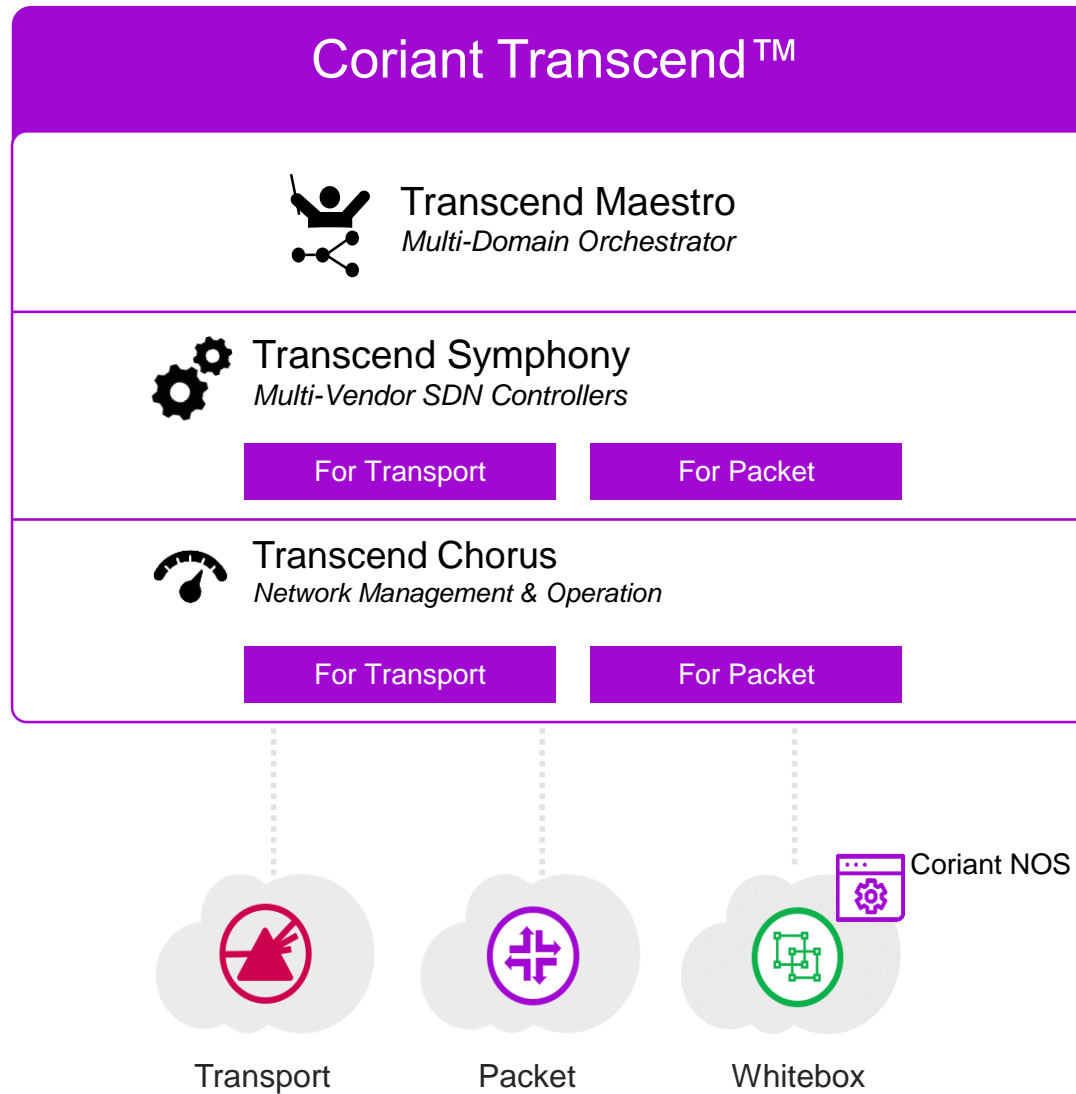 Coriant Transcend™
Transcend Maestro
Multi-Domain Orchestrator
Transcend Symphony
Multi-Vendor SDN Controllers
For Transport
For Packet
Transcend Chorus
Network Management & Operation
For Transport
For Packet
Coriant NOS
Transport
Packet
Whitebox